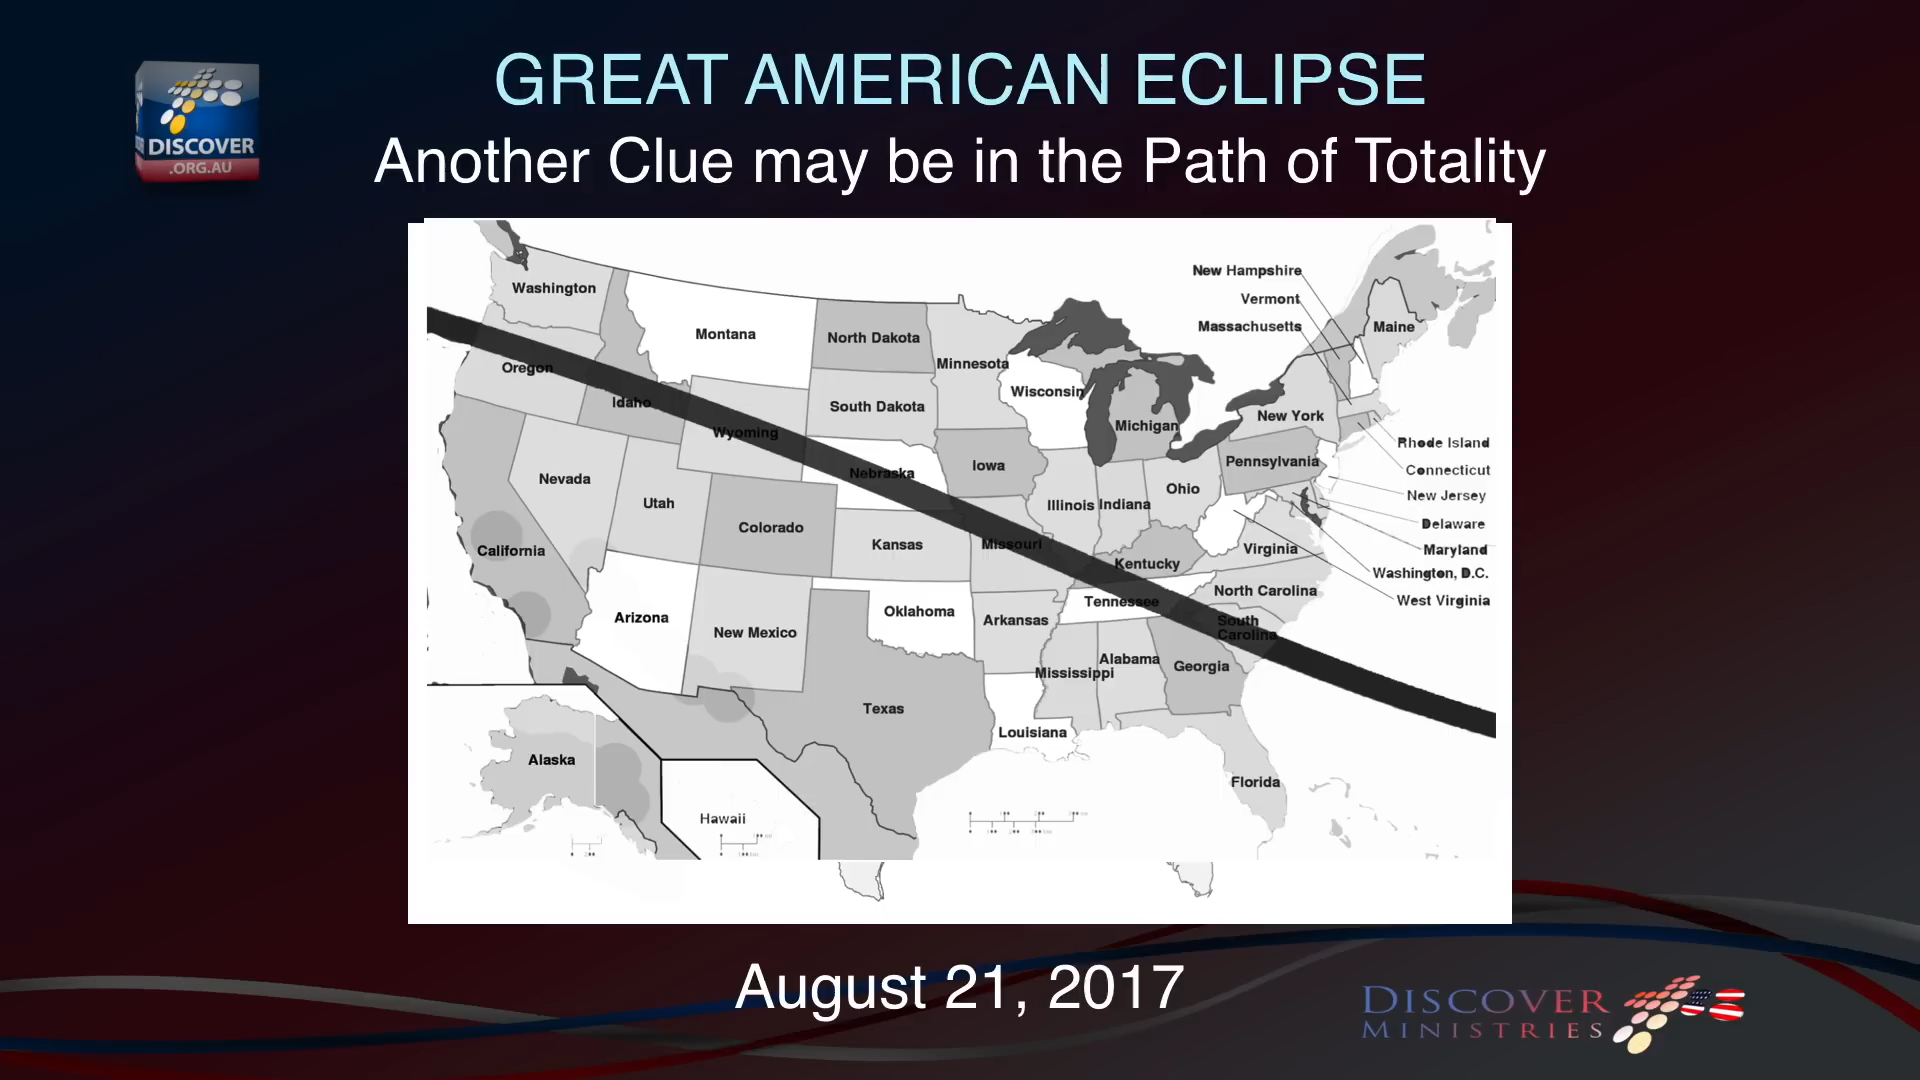 GREAT AMERICAN ECLIPSE
Another Clue may be in the Path of Totality
DISCOVER
.ORG.AU
Washington
Montana
North Dakota
Minnesota
Oregon
Idaho
Wyoming
South Dakota
Wisconsin
Michigan
New Hampshire
Vermont
Massachusetts
Maine
New York
Rhode Island
Connecticut
New Jersey
Delaware
Maryland
Washington, D.C.
West Virginia
Pennsylvania
Nebraska
Iowa
Illinois
Indiana
Ohio
Nevada
Utah
Colorado
Kansas
Missouri
Kentucky
Virginia
California
Arizona
New Mexico
Oklahoma
Arkansas
Tennessee
North Carolina
South
Carolina
Mississippi
Alabama
Georgia
Texas
Louisiana
Florida
Alaska
Hawaii
August 21, 2017
DISCOVER
MINISTRIES